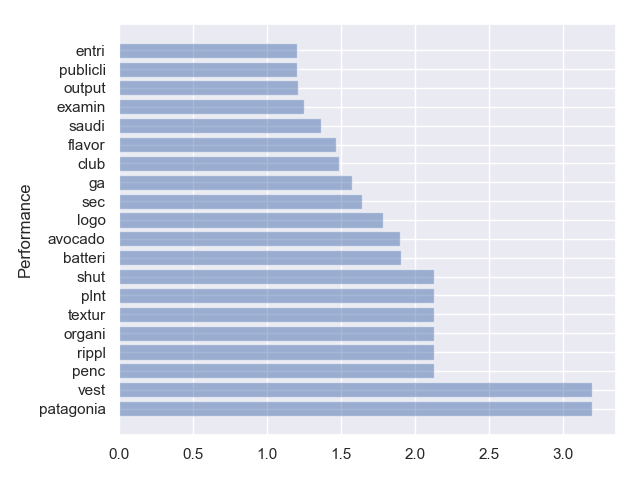 entri
publicli
output
examin
saudi
flavor
club
ga
sec
logo
avocado
batteri
shut
plnt
textur
organi
rippl
penc
vest
patagonia
Performance
0.0 0.5 1.0 1.5 2.0 2.5 3.0